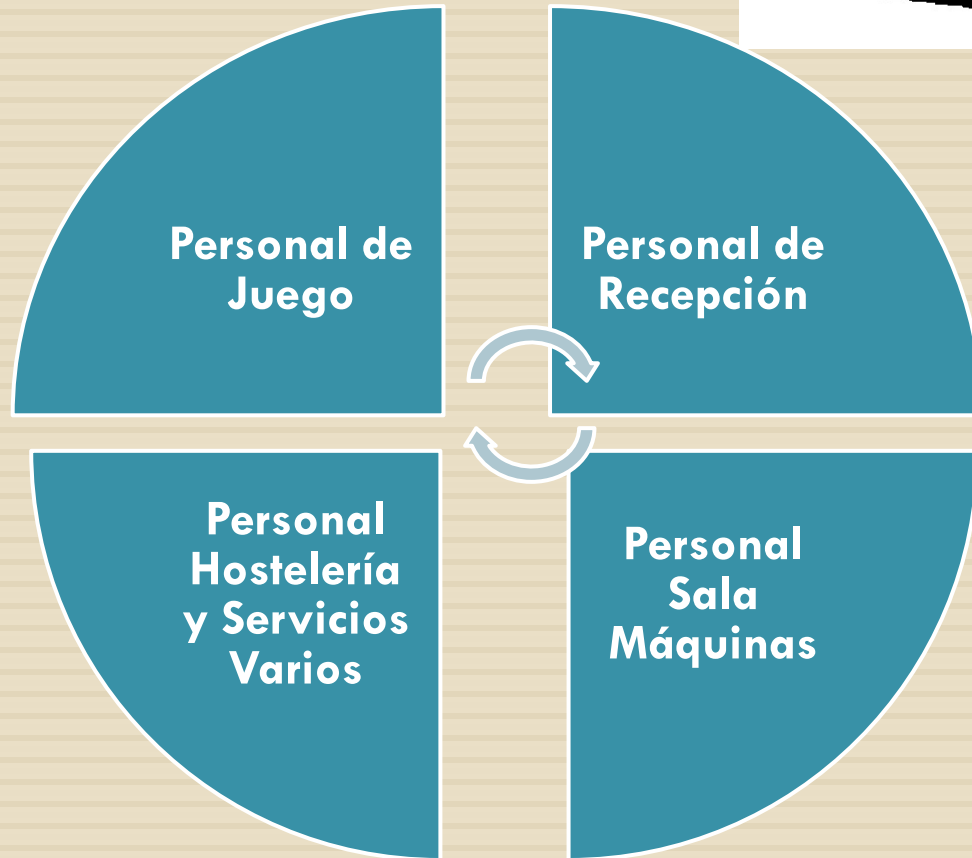 Personal de
Juego
Personal de
Recepción
Personal
Hostelería
y Servicios
Varios
Personal
Sala
Máquinas